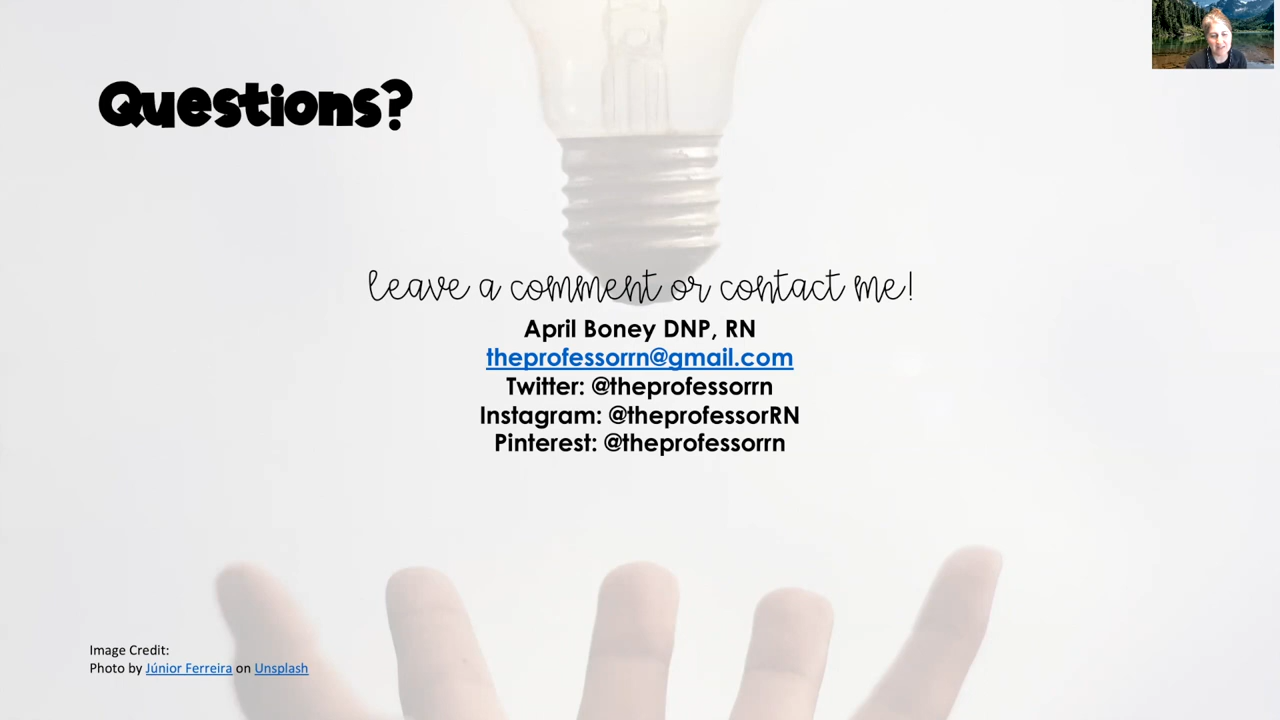 Questions?
leave a comment or contact me!
April Boney DNP, RN
theprofessorrn@gmail.com
Twitter: @theprofessorrn
Instagram: @theprofessorRN
Pinterest: @theprofessorrn
Image Credit:
Photo by Júnior Ferreira on Unsplash